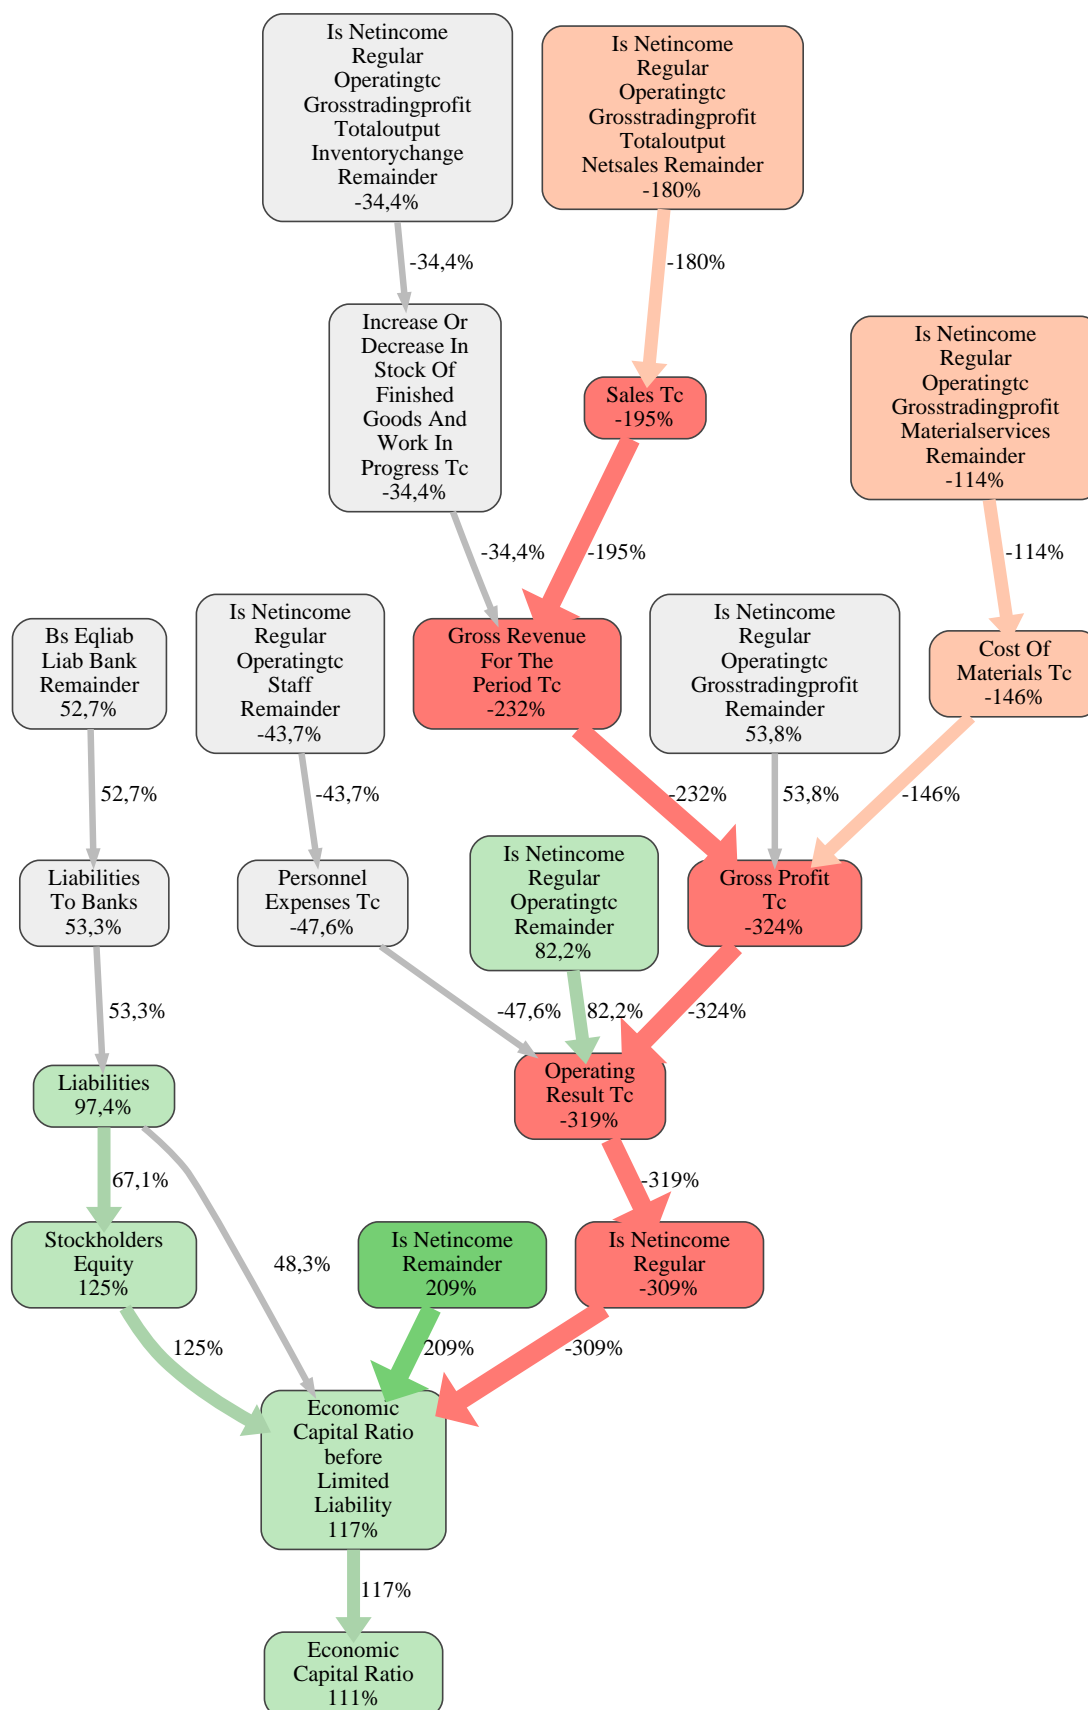 Is Netincome
Regular
Operatingtc
Grosstradingprofit
Totaloutput
Inventorychange
Remainder
-34,4%
Is Netincome
Regular
Operatingtc
Grosstradingprofit
Totaloutput
Netsales Remainder
-180%
-34,4%
-180%
Increase Or
Decrease In
Stock Of
Finished
Goods And
Work In
Progress Tc
-34,4%
Sales Tc
-195%
Is Netincome
Regular
Operatingtc
Grosstradingprofit
Materialservices
Remainder
-114%
-34,4%
-195%
-114%
Bs Eqliab
Liab Bank
Remainder
52,7%
Is Netincome
Regular
Operatingtc
Staff
Remainder
-43,7%
Gross Revenue
For The
Period Tc
-232%
Is Netincome
Regular
Operatingtc
Grosstradingprofit
Remainder
53,8%
Cost Of
Materials Tc
-146%
52,7%
-43,7%
-232%
53,8%
-146%
Liabilities
To Banks
53,3%
Personnel
Expenses Tc
-47,6%
Is Netincome
Regular
Operatingtc
Remainder
82,2%
Gross Profit
Tc
-324%
53,3%
-47,6%
82,2%
-324%
Liabilities
97,4%
Operating
Result Tc
-319%
67,1%
-319%
Stockholders
Equity
125%
48,3%
Is Netincome
Remainder
209%
Is Netincome
Regular
-309%
125%
209%
-309%
Economic
Capital Ratio
before
Limited
Liability
117%
117%
Economic
Capital Ratio
111%